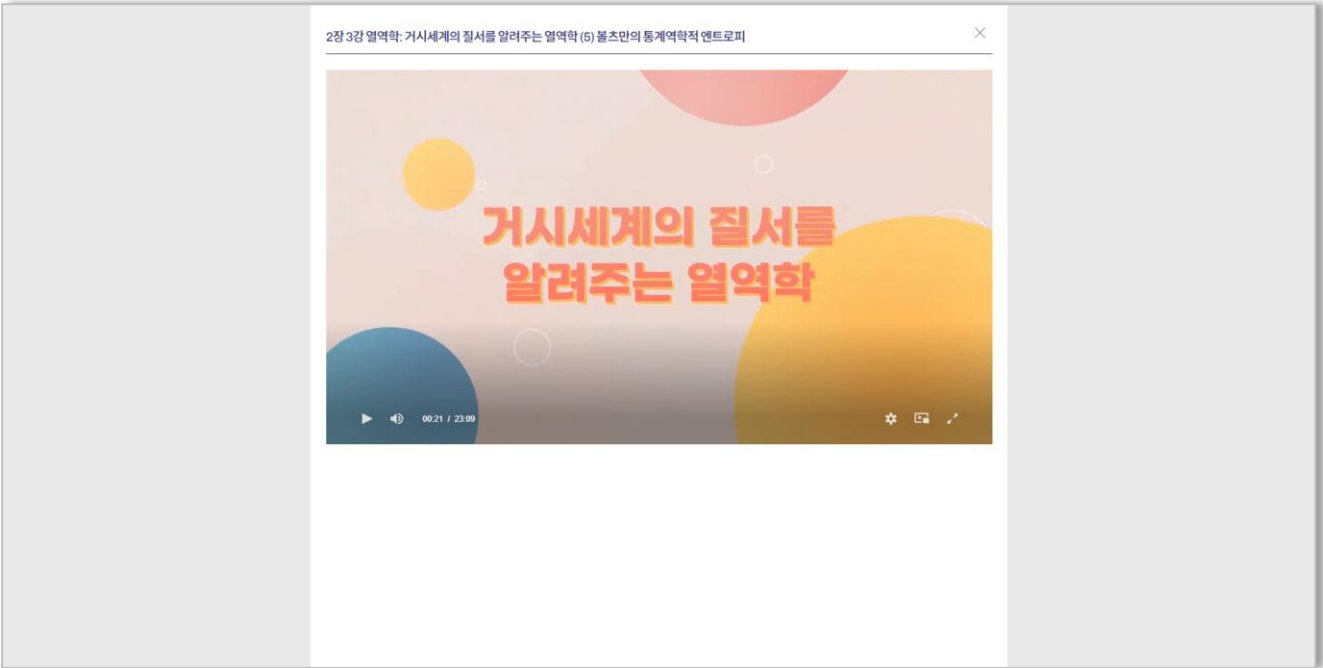 2장 3강 열역학: 거시세계의 질서를 알려주는 열역학 (5) 볼츠만의 통계역학적 엔트로피
거시세계의 질서를
알려주는 열역학
00:21 / 23:09